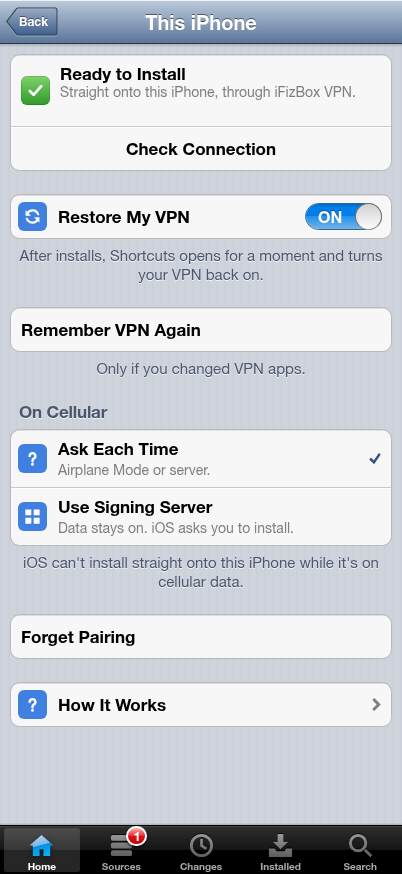 Back
This iPhone
Ready to Install
Straight onto this iPhone, through iFizBox VPN.
Check Connection
Restore My VPN
ON
After installs, Shortcuts opens for a moment and turns
your VPN back on.
Remember VPN Again
Only if you changed VPN apps.
On Cellular
Ask Each Time
Airplane Mode or server.
Use Signing Server
Data stays on. iOS asks you to install.
iOS can't install straight onto this iPhone while it's on
cellular data.
Forget Pairing
How It Works
1
Home
Sources
Changes
Installed
Search